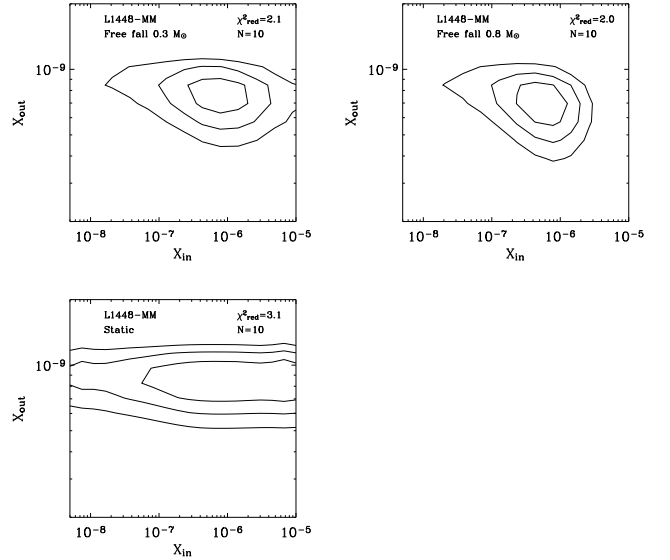 L1448-MM χ²red=2.1
Free fall 0.3 M⊙ N=10
10⁻⁹
Xout
10⁻⁸ 10⁻⁷ 10⁻⁶ 10⁻⁵
Xin
L1448-MM χ²red=2.0
Free fall 0.8 M⊙ N=10
10⁻⁹
Xout
10⁻⁸ 10⁻⁷ 10⁻⁶ 10⁻⁵
Xin
L1448-MM χ²red=3.1
Static N=10
10⁻⁹
Xout
10⁻⁸ 10⁻⁷ 10⁻⁶ 10⁻⁵
Xin